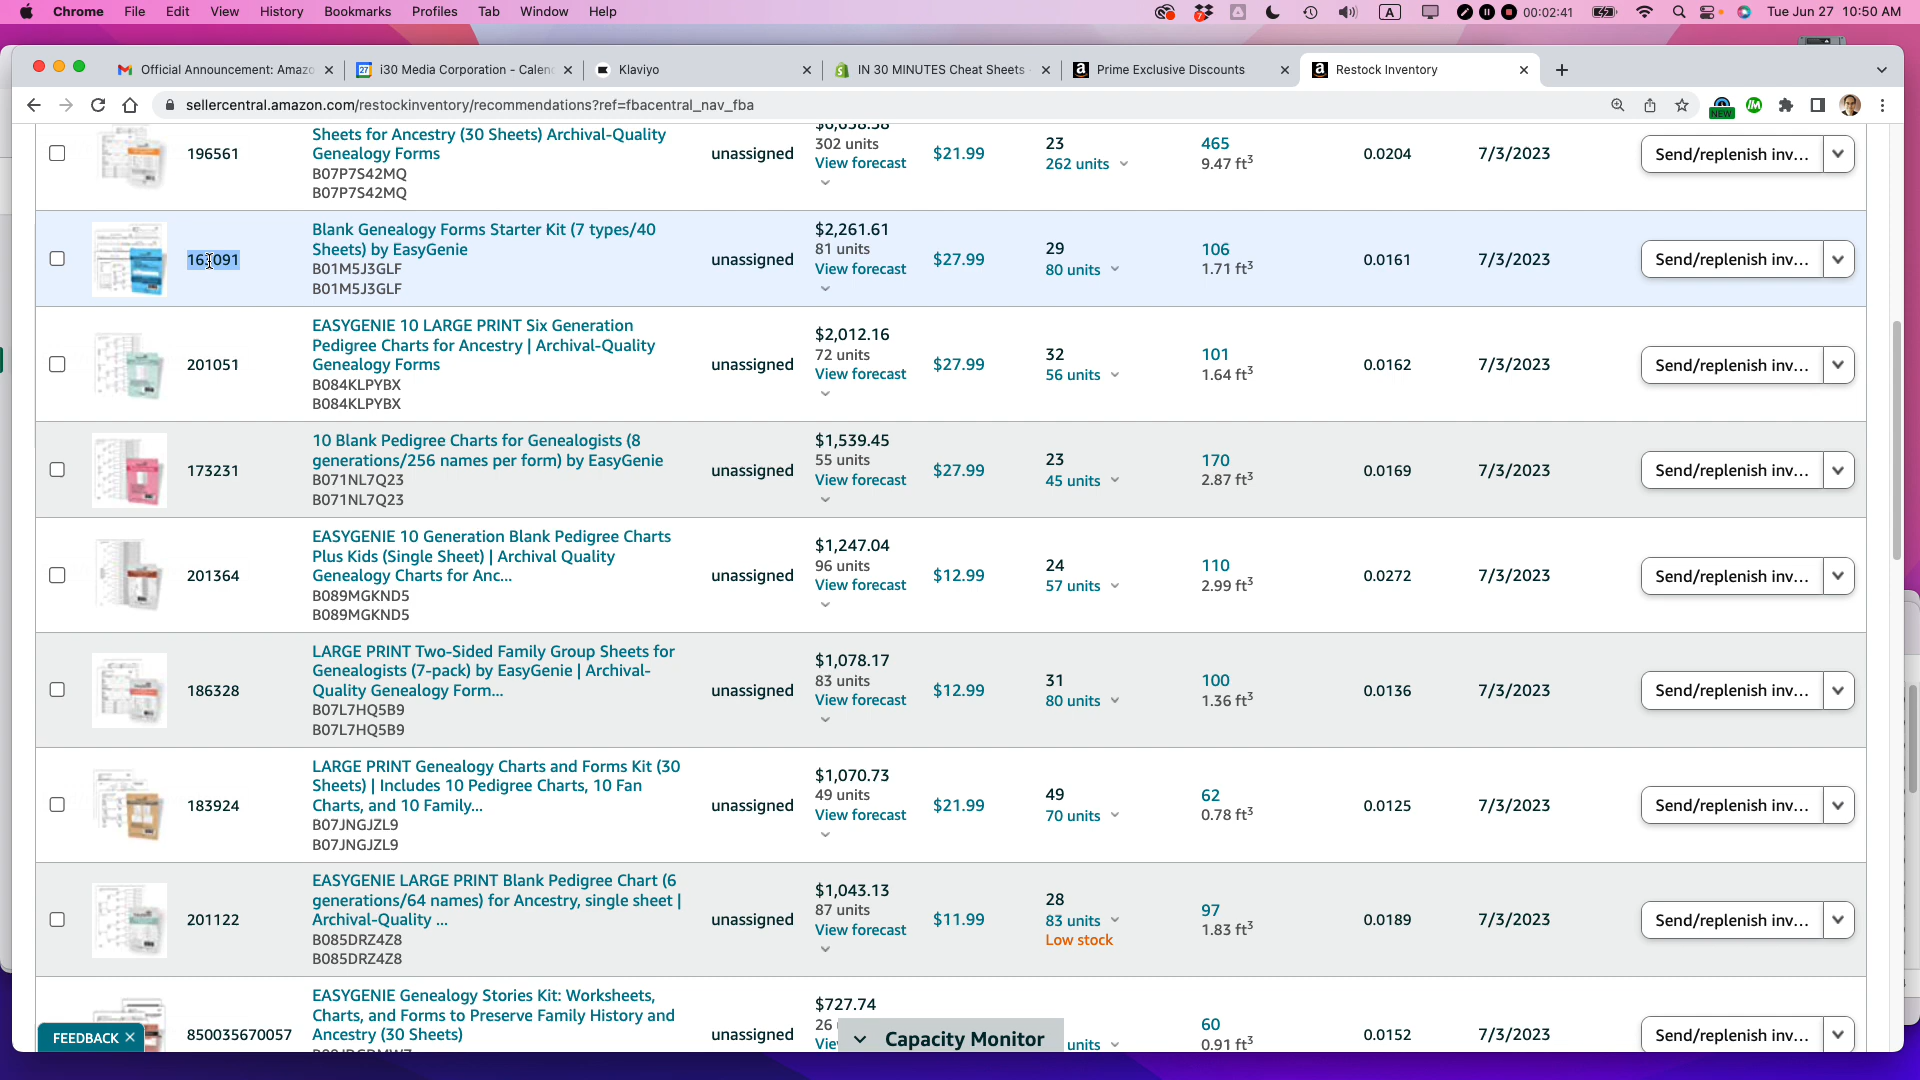 Chrome File Edit View History Bookmarks Profiles Tab Window Help 7 A 00:02:41 Tue Jun 27 10:50 AM
Official Announcement: Amazo
27 i30 Media Corporation - Calen
Klaviyo
IN 30 MINUTES Cheat Sheets -
Prime Exclusive Discounts
Restock Inventory
sellercentral.amazon.com/restockinventory/recommendations?ref=fbacentral_nav_fba
NEW
Sheets for Ancestry (30 Sheets) Archival-Quality
Genealogy Forms
B07P7S42MQ
B07P7S42MQ
196561
unassigned
$6,638.38
302 units
View forecast
$21.99
23
262 units
465
9.47 ft³
0.0204
7/3/2023
Send/replenish inv...
163091
Blank Genealogy Forms Starter Kit (7 types/40
Sheets) by EasyGenie
B01M5J3GLF
B01M5J3GLF
unassigned
$2,261.61
81 units
View forecast
$27.99
29
80 units
106
1.71 ft³
0.0161
7/3/2023
Send/replenish inv...
201051
EASYGENIE 10 LARGE PRINT Six Generation
Pedigree Charts for Ancestry | Archival-Quality
Genealogy Forms
B084KLPYBX
B084KLPYBX
unassigned
$2,012.16
72 units
View forecast
$27.99
32
56 units
101
1.64 ft³
0.0162
7/3/2023
Send/replenish inv...
173231
10 Blank Pedigree Charts for Genealogists (8
generations/256 names per form) by EasyGenie
B071NL7Q23
B071NL7Q23
unassigned
$1,539.45
55 units
View forecast
$27.99
23
45 units
170
2.87 ft³
0.0169
7/3/2023
Send/replenish inv...
201364
EASYGENIE 10 Generation Blank Pedigree Charts
Plus Kids (Single Sheet) | Archival Quality
Genealogy Charts for Anc...
B089MGKND5
B089MGKND5
unassigned
$1,247.04
96 units
View forecast
$12.99
24
57 units
110
2.99 ft³
0.0272
7/3/2023
Send/replenish inv...
186328
LARGE PRINT Two-Sided Family Group Sheets for
Genealogists (7-pack) by EasyGenie | Archival-
Quality Genealogy Form...
B07L7HQ5B9
B07L7HQ5B9
unassigned
$1,078.17
83 units
View forecast
$12.99
31
80 units
100
1.36 ft³
0.0136
7/3/2023
Send/replenish inv...
183924
LARGE PRINT Genealogy Charts and Forms Kit (30
Sheets) | Includes 10 Pedigree Charts, 10 Fan
Charts, and 10 Family...
B07JNGJZL9
B07JNGJZL9
unassigned
$1,070.73
49 units
View forecast
$21.99
49
70 units
62
0.78 ft³
0.0125
7/3/2023
Send/replenish inv...
201122
EASYGENIE LARGE PRINT Blank Pedigree Chart (6
generations/64 names) for Ancestry, single sheet |
Archival-Quality ...
B085DRZ4Z8
B085DRZ4Z8
unassigned
$1,043.13
87 units
View forecast
$11.99
28
83 units
Low stock
97
1.83 ft³
0.0189
7/3/2023
Send/replenish inv...
850035670057
EASYGENIE Genealogy Stories Kit: Worksheets,
Charts, and Forms to Preserve Family History and
Ancestry (30 Sheets)
unassigned
$727.74
26
units
60
0.91 ft³
0.0152
7/3/2023
Send/replenish inv...
FEEDBACK
Capacity Monitor